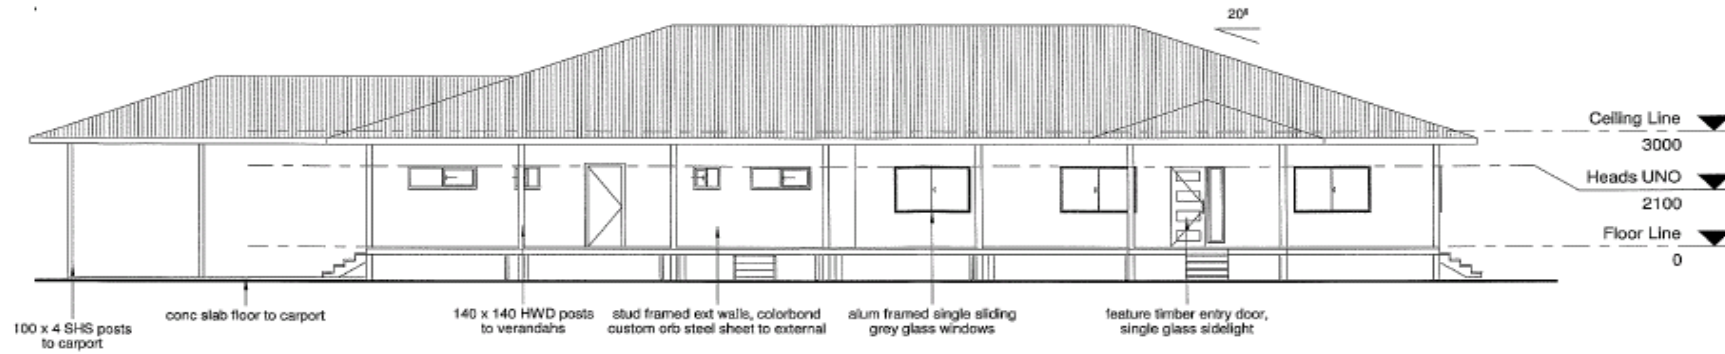 20°
Ceiling Line
3000
Heads UNO
2100
Floor Line
0
100 x 4 SHS posts
to carport
conc slab floor to carport
140 x 140 HWD posts
to verandahs
stud framed ext walls, colorbond
custom orb steel sheet to external
alum framed single sliding
grey glass windows
feature timber entry door,
single glass sidelight